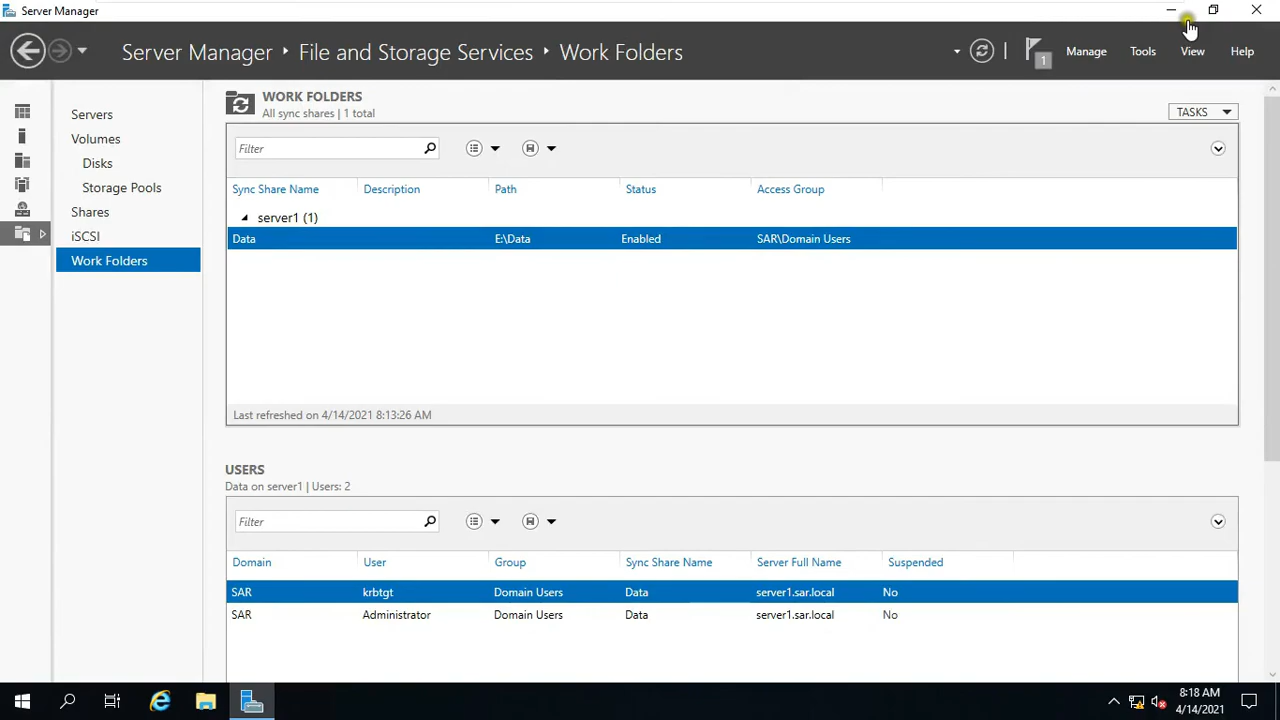 Server Manager
Server Manager File and Storage Services Work Folders
1 Manage Tools View Help
Servers
Volumes
Disks
Storage Pools
Shares
iSCSI
Work Folders
WORK FOLDERS
All sync shares | 1 total
TASKS
Filter
Sync Share Name Description Path Status Access Group
server1 (1)
Data E:\Data Enabled SAR\Domain Users
Last refreshed on 4/14/2021 8:13:26 AM
USERS
Data on server1 | Users: 2
Filter
Domain User Group Sync Share Name Server Full Name Suspended
SAR krbtgt Domain Users Data server1.sar.local No
SAR Administrator Domain Users Data server1.sar.local No
8:18 AM
4/14/2021